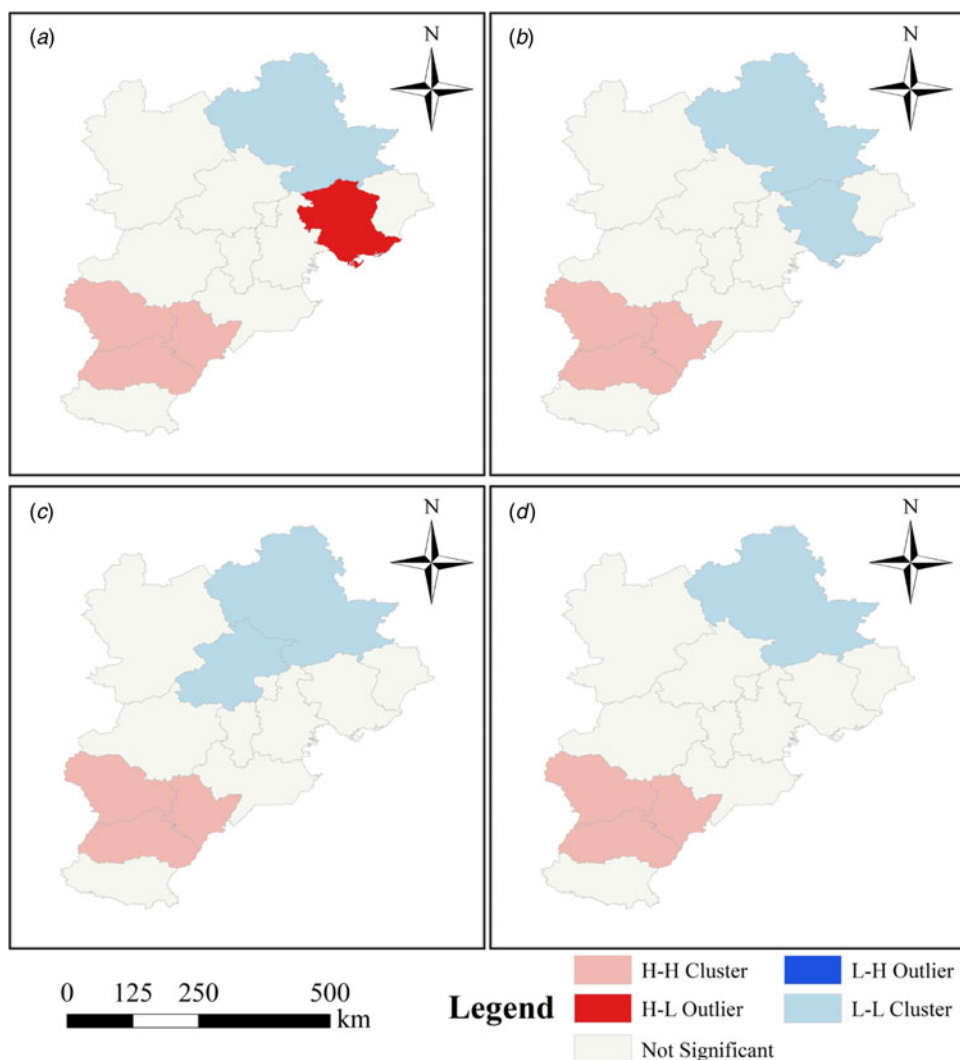 (a)
N
(b)
N
(c)
N
(d)
N
0 125 250 500
km
Legend
H-H Cluster
L-H Outlier
H-L Outlier
L-L Cluster
Not Significant